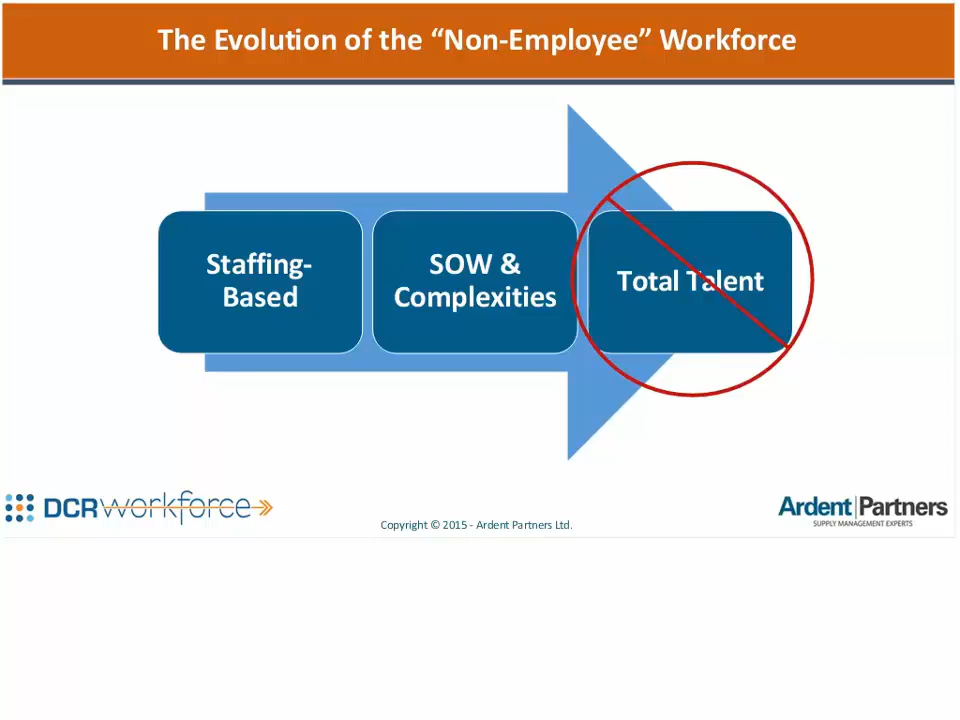 The Evolution of the “Non-Employee” Workforce
Staffing-
Based
SOW &
Complexities
Total Talent
DCRworkforce
Copyright © 2015 - Ardent Partners Ltd.
Ardent|Partners
SUPPLY MANAGEMENT EXPERTS